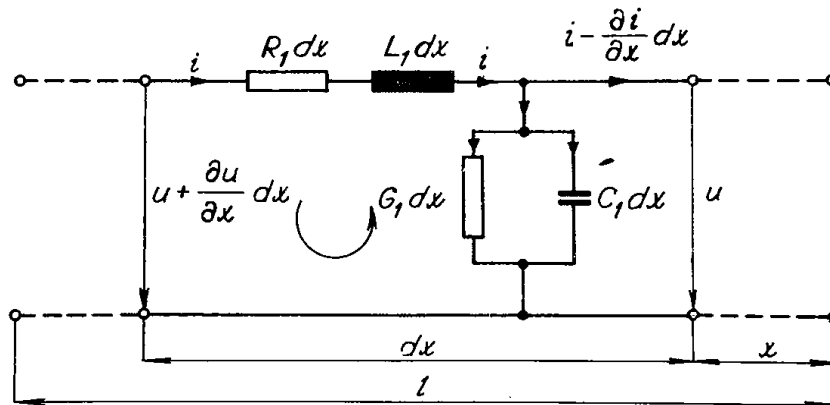 i
R₁dx
L₁dx
i
i - ∂i/∂x dx
u + ∂u/∂x dx
G₁dx
C₁dx
u
dx
x
l